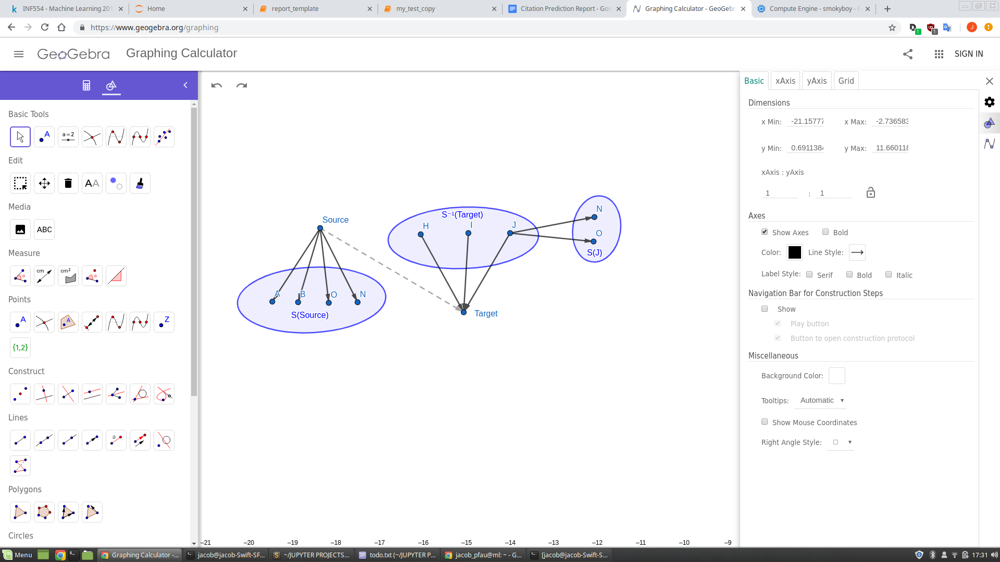 INF554 - Machine Learning 201
Home
report_template
my_test_copy
Citation Prediction Report - Goo
Graphing Calculator - GeoGebr
Compute Engine - smokyboy - G
https://www.geogebra.org/graphing
1
1
J
GeoGebra
Graphing Calculator
SIGN IN
Basic Tools
A
a=2
Edit
AA
Media
ABC
Measure
cm
cm²
Points
A
A
Z
{1,2}
Construct
Lines
a
Polygons
Circles
Source
A
B
O
N
S(Source)
S⁻¹(Target)
H
I
J
Target
N
O
S(J)
–21
–20
–19
–18
–17
–16
–15
–14
–13
–12
–11
–10
–9
Basic
xAxis
yAxis
Grid
Dimensions
x Min: -21.15777
x Max: -2.736583
y Min: 0.6911384
y Max: 11.660118
xAxis : yAxis
1 : 1
Axes
Show Axes
Bold
Color:
Line Style:
Label Style:
Serif
Bold
Italic
Navigation Bar for Construction Steps
Show
Play button
Button to open construction protocol
Miscellaneous
Background Color:
Tooltips: Automatic
Show Mouse Coordinates
Right Angle Style:
Menu
Graphing Calculator -...
jacob@jacob-Swift-SF...
~/JUPYTER PROJECTS...
todo.txt (~/JUPYTER P...
jacob_pfau@ml: ~ - G...
[jacob@jacob-Swift-S...
17:31